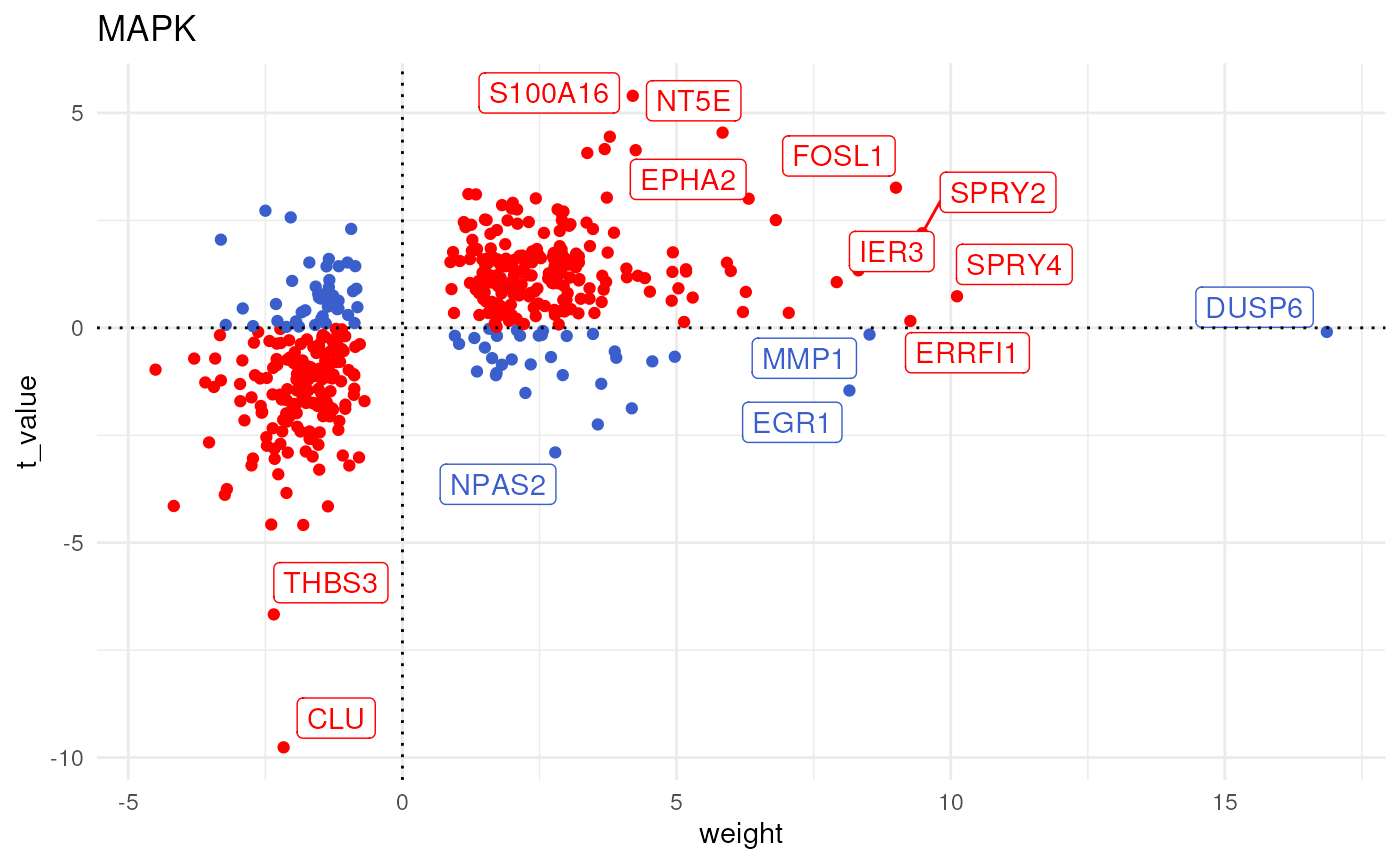 MAPK
S100A16
NT5E
FOSL1
EPHA2
SPRY2
IER3
SPRY4
DUSP6
MMP1
ERRFI1
EGR1
NPAS2
THBS3
CLU
5
0
-5
-10
t_value
-5
0
5
10
15
weight